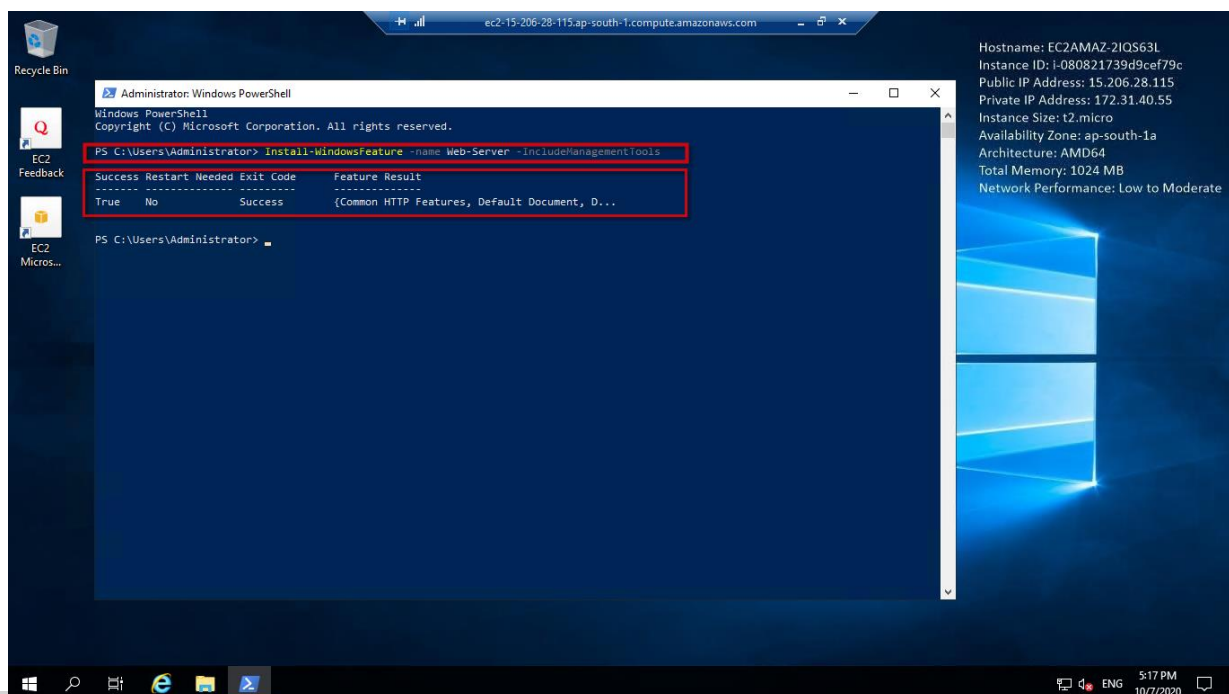 ec2-15-206-28-115.ap-south-1.compute.amazonaws.com
Recycle Bin
EC2
Feedback
EC2
Micros...
Hostname: EC2AMAZ-2IQS63L
Instance ID: i-080821739d9cef79c
Public IP Address: 15.206.28.115
Private IP Address: 172.31.40.55
Instance Size: t2.micro
Availability Zone: ap-south-1a
Architecture: AMD64
Total Memory: 1024 MB
Network Performance: Low to Moderate
Administrator: Windows PowerShell
Windows PowerShell
Copyright (C) Microsoft Corporation. All rights reserved.
PS C:\Users\Administrator> Install-WindowsFeature -name Web-Server -IncludeManagementTools
Success Restart Needed Exit Code      Feature Result
------- -------------- ---------      --------------
True    No             Success        {Common HTTP Features, Default Document, D...
PS C:\Users\Administrator> _
ENG
5:17 PM
10/7/2020